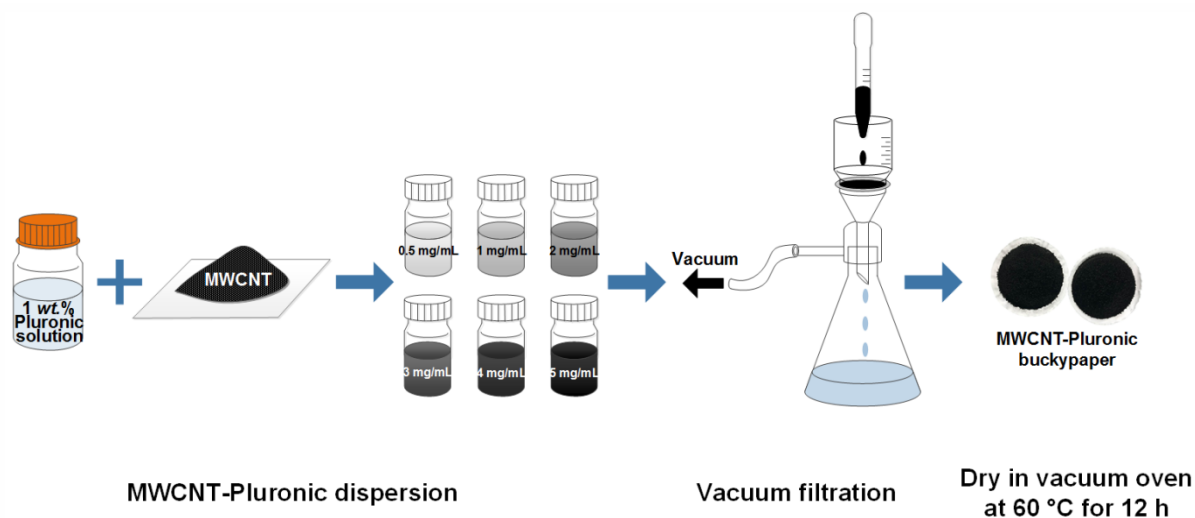 1 wt.%
Pluronic
solution
MWCNT
0.5 mg/mL
1 mg/mL
2 mg/mL
3 mg/mL
4 mg/mL
5 mg/mL
Vacuum
MWCNT-Pluronic
buckypaper
MWCNT-Pluronic dispersion
Vacuum filtration
Dry in vacuum oven
at 60 °C for 12 h